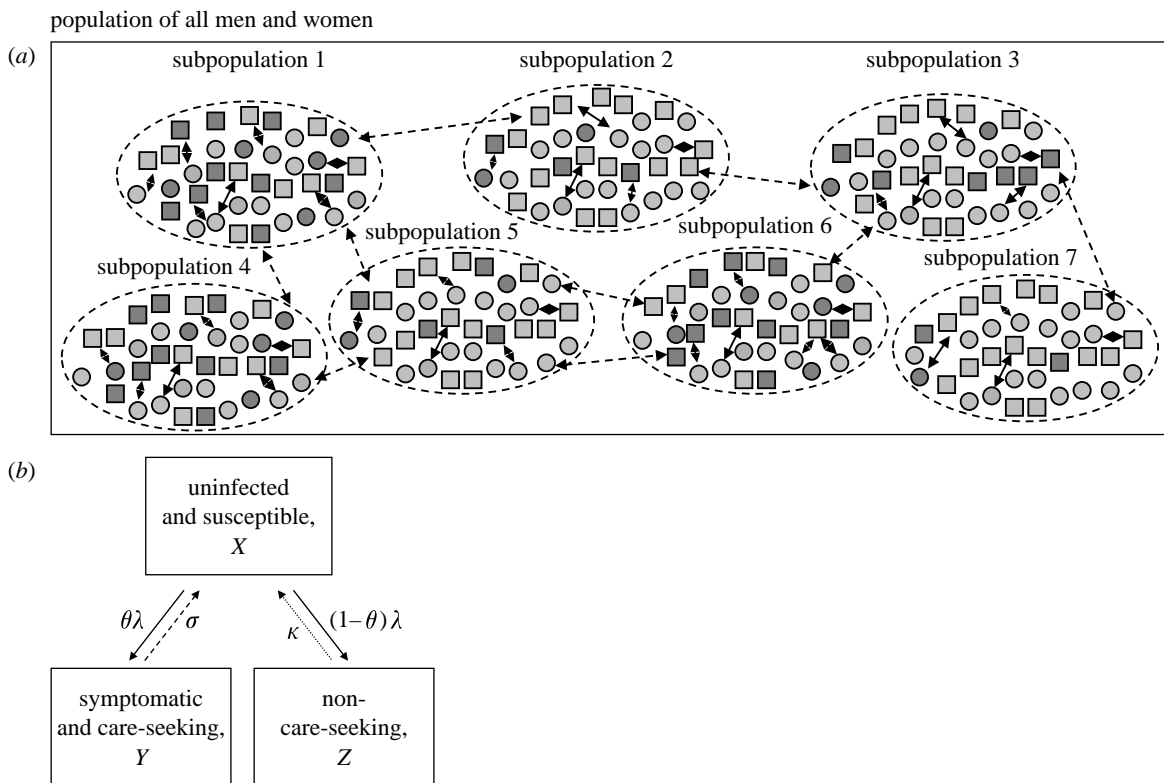 population of all men and women
(a)
subpopulation 1
subpopulation 2
subpopulation 3
subpopulation 4
subpopulation 5
subpopulation 6
subpopulation 7
(b)
uninfected
and susceptible,
X
θλ
σ
κ
(1−θ) λ
symptomatic
and care-seeking,
Y
non-
care-seeking,
Z